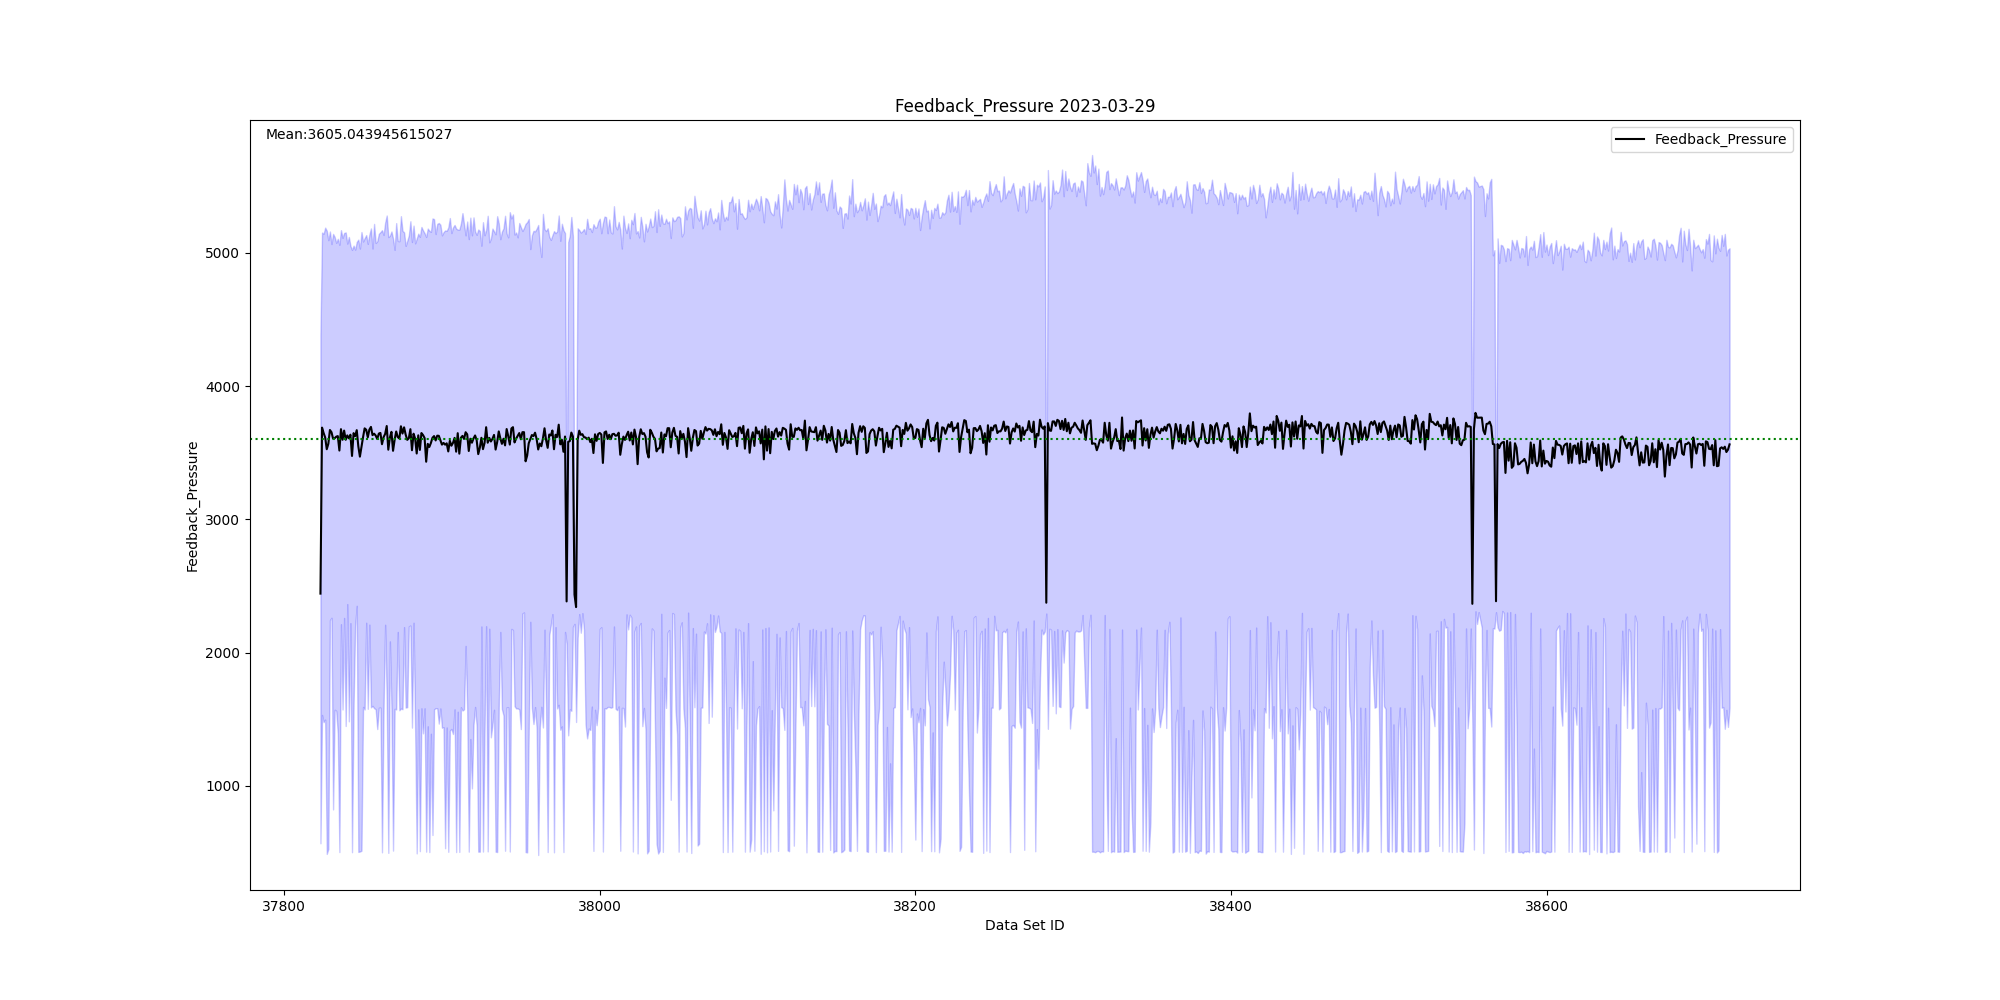 Feedback_Pressure 2023-03-29
Mean:3605.043945615027
Feedback_Pressure
Feedback_Pressure
5000
4000
3000
2000
1000
37800
38000
38200
38400
38600
Data Set ID